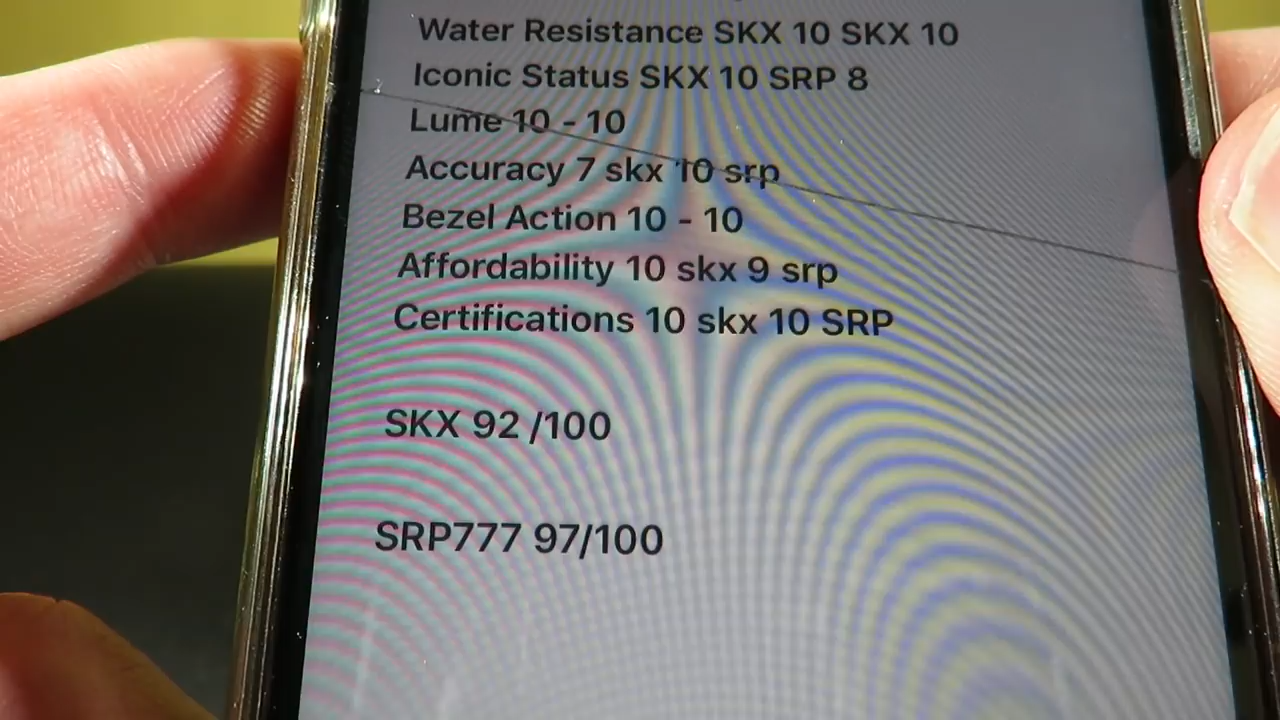 Water Resistance SKX 10 SKX 10
Iconic Status SKX 10 SRP 8
Lume 10 - 10
Accuracy 7 skx 10 srp
Bezel Action 10 - 10
Affordability 10 skx 9 srp
Certifications 10 skx 10 SRP
SKX 92 /100
SRP777 97/100